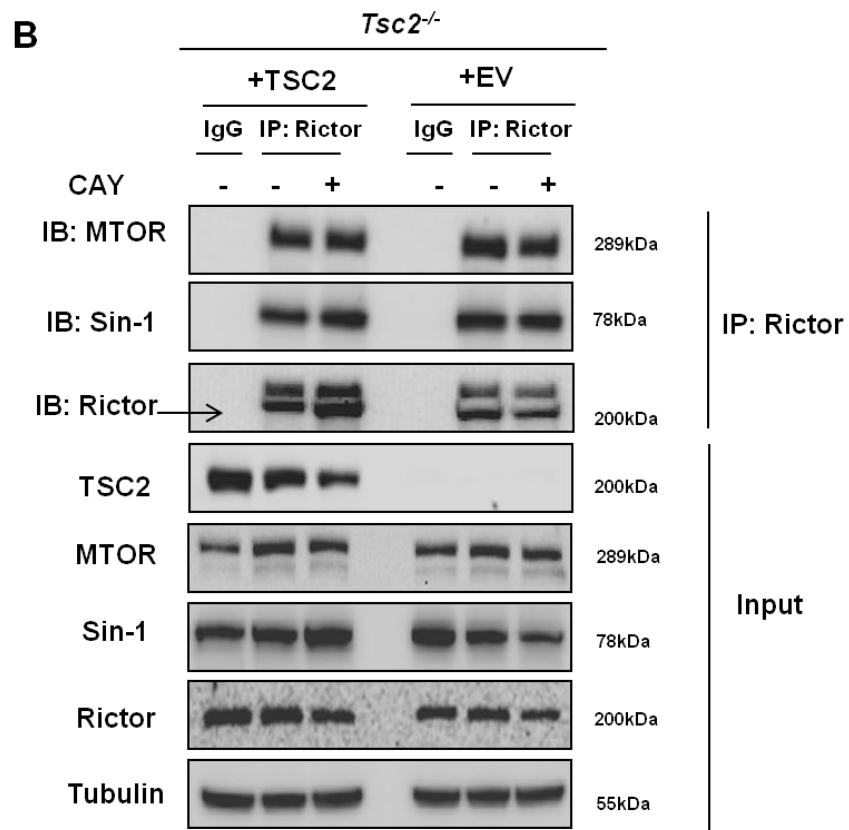 B
Tsc2-/-
+TSC2 +EV
IgG IP: Rictor IgG IP: Rictor
CAY - - + - - +
IB: MTOR 289kDa
IB: Sin-1 78kDa
IP: Rictor
IB: Rictor 200kDa
TSC2 200kDa
MTOR 289kDa
Input
Sin-1 78kDa
Rictor 200kDa
Tubulin 55kDa